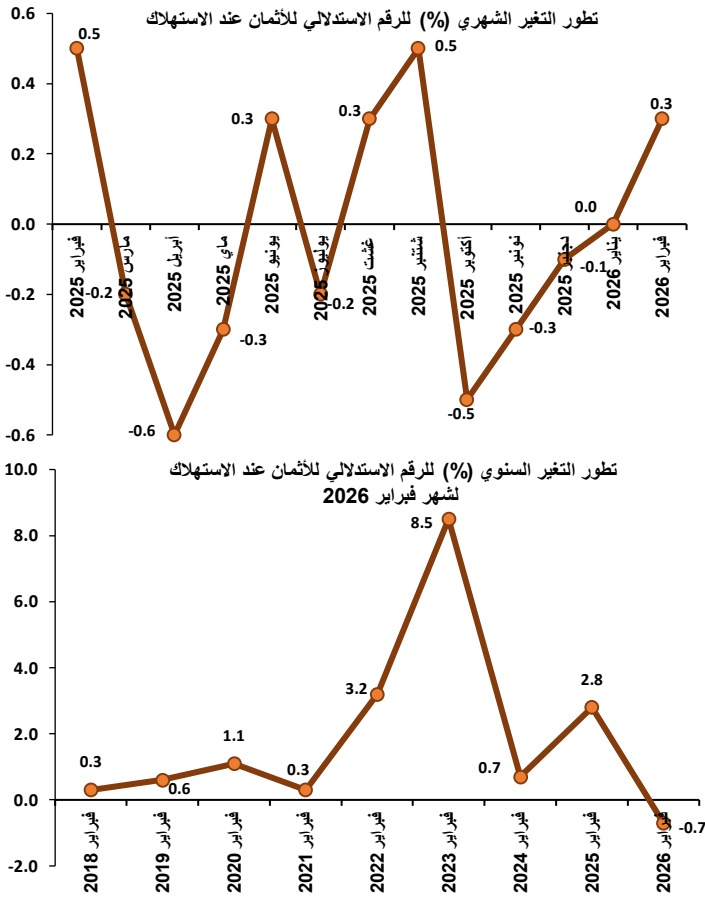 تطور التغير الشهري (%) للرقم الاستدلالي للأثمان عند الاستهلاك
0.6
0.4
0.2
0.0
-0.2
-0.4
-0.6
0.5
-0.2
-0.6
-0.3
0.3
-0.2
0.3
0.5
-0.5
-0.3
-0.1
0.0
0.3
فبراير 2025
مارس 2025
أبريل 2025
ماي 2025
يونيو 2025
يوليوز 2025
غشت 2025
شتنبر 2025
أكتوبر 2025
نونبر 2025
دجنبر 2025
يناير 2026
فبراير 2026
تطور التغير السنوي (%) للرقم الاستدلالي للأثمان عند الاستهلاك
لشهر فبراير 2026
10.0
8.0
6.0
4.0
2.0
0.0
-2.0
0.3
0.6
1.1
0.3
3.2
8.5
0.7
2.8
-0.7
فبراير 2018
فبراير 2019
فبراير 2020
فبراير 2021
فبراير 2022
فبراير 2023
فبراير 2024
فبراير 2025
فبراير 2026